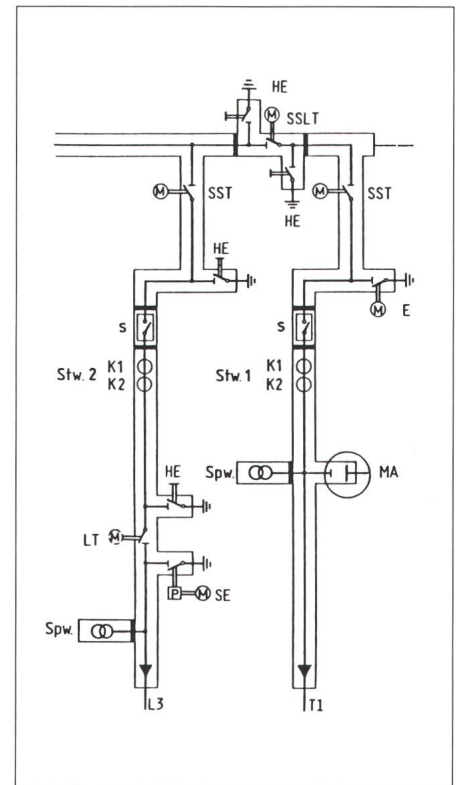 HE
M SSLT
M SST
HE
M SST
HE
M E
S
S
Stw. 2 K1 K2
Stw. 1 K1 K2
Spw.
MA
HE
LT M
P M SE
Spw.
L3
T1